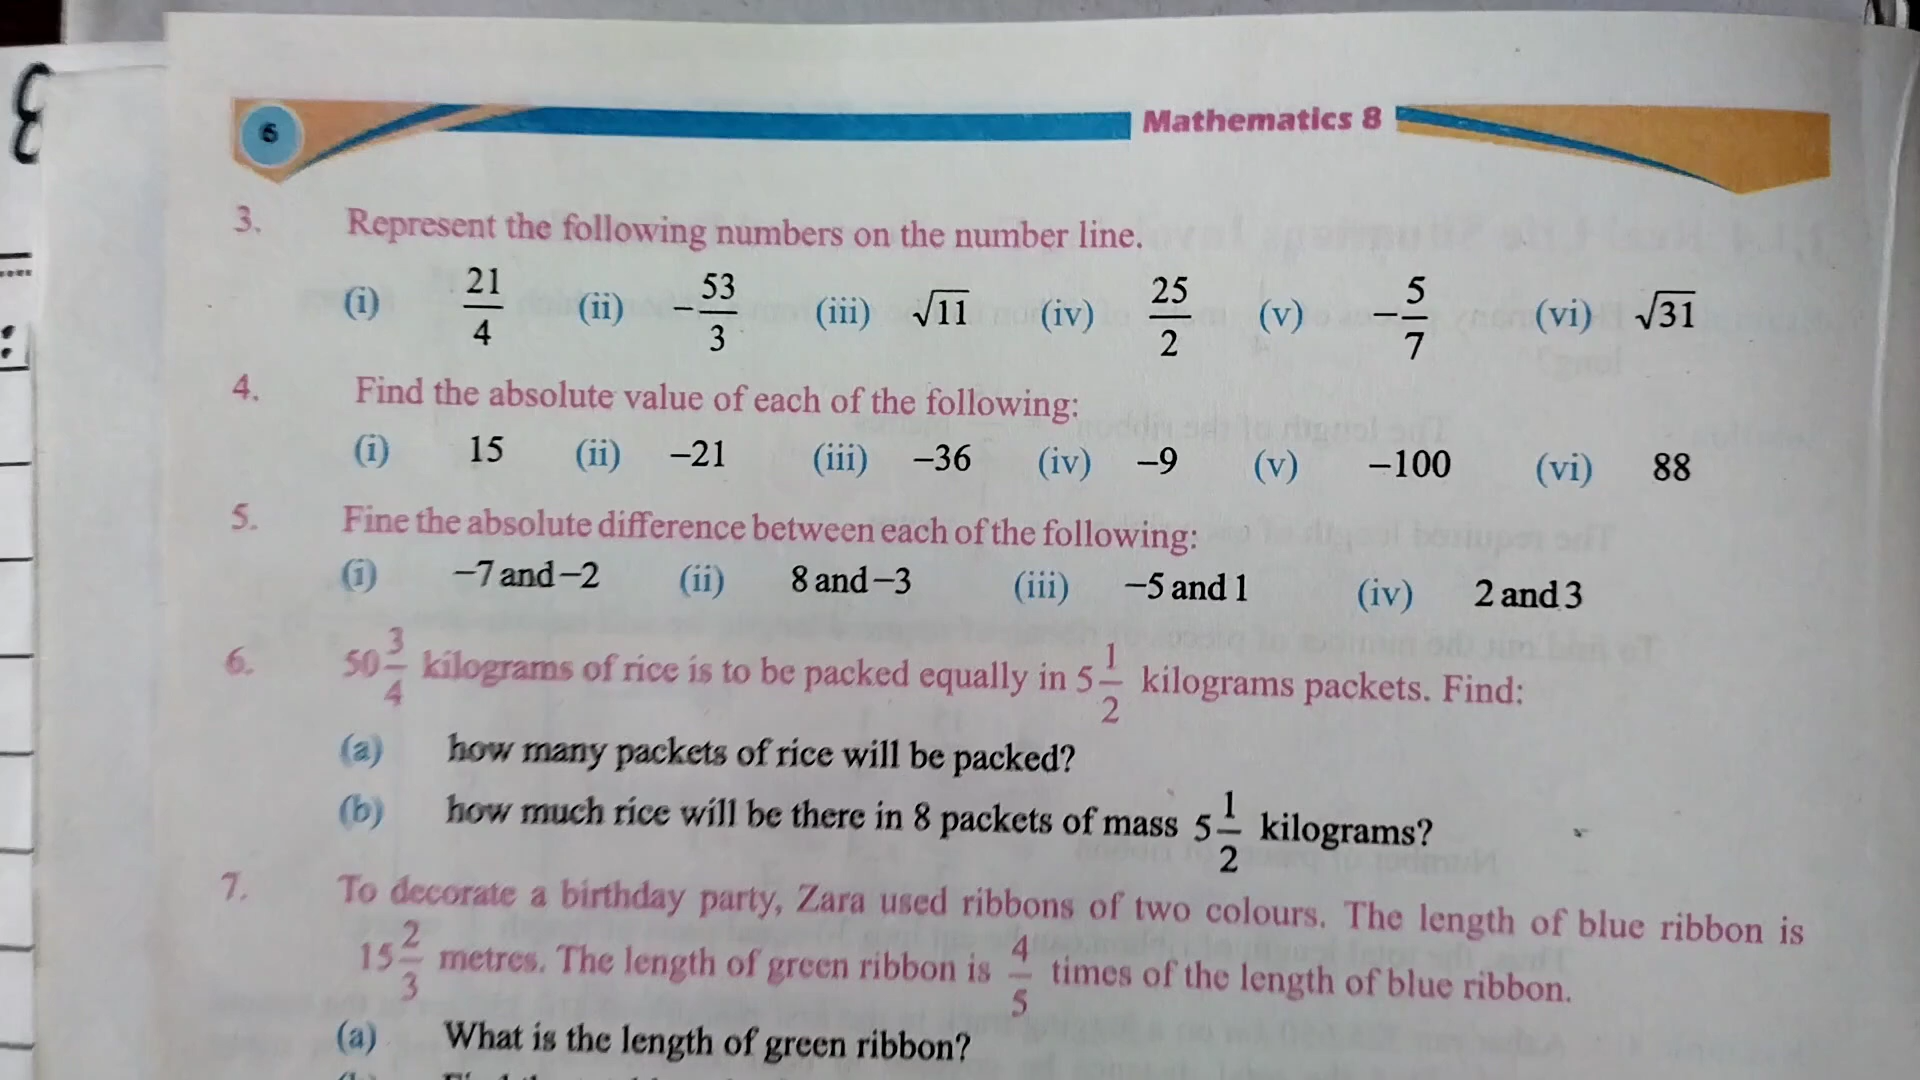 6 Mathematics 8
3. Represent the following numbers on the number line.
(i) 21/4 (ii) −53/3 (iii) √11 (iv) 25/2 (v) −5/7 (vi) √31
4. Find the absolute value of each of the following:
(i) 15 (ii) −21 (iii) −36 (iv) −9 (v) −100 (vi) 88
5. Fine the absolute difference between each of the following:
(i) −7 and −2 (ii) 8 and −3 (iii) −5 and 1 (iv) 2 and 3
6. 50 3/4 kilograms of rice is to be packed equally in 5 1/2 kilograms packets. Find:
(a) how many packets of rice will be packed?
(b) how much rice will be there in 8 packets of mass 5 1/2 kilograms?
7. To decorate a birthday party, Zara used ribbons of two colours. The length of blue ribbon is
15 2/3 metres. The length of green ribbon is 4/5 times of the length of blue ribbon.
(a) What is the length of green ribbon?